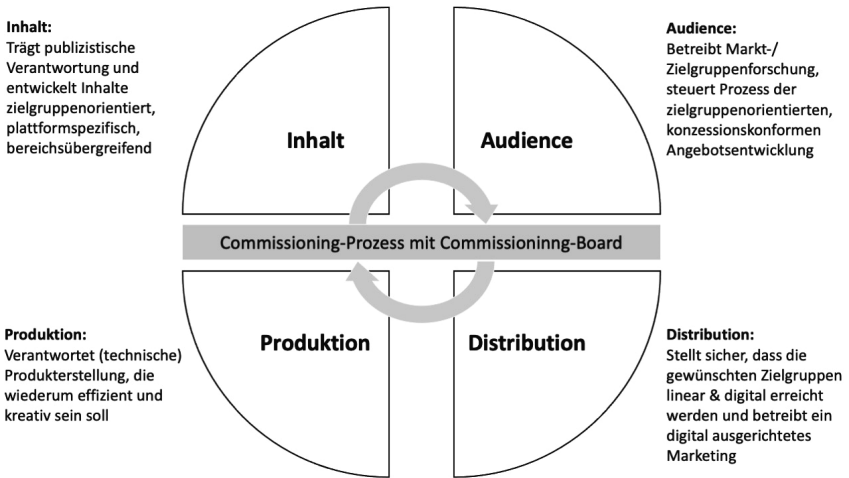 Inhalt:
Trägt publizistische
Verantwortung und
entwickelt Inhalte
zielgruppenorientiert,
plattformspezifisch,
bereichsübergreifend
Inhalt
Audience
Audience:
Betreibt Markt-/
Zielgruppenforschung,
steuert Prozess der
zielgruppenorientierten,
konzessionskonformen
Angebotsentwicklung
Commissioning-Prozess mit Commissioninng-Board
Produktion:
Verantwortet (technische)
Produkterstellung, die
wiederum effizient und
kreativ sein soll
Produktion
Distribution
Distribution:
Stellt sicher, dass die
gewünschten Zielgruppen
linear & digital erreicht
werden und betreibt ein
digital ausgerichtetes
Marketing